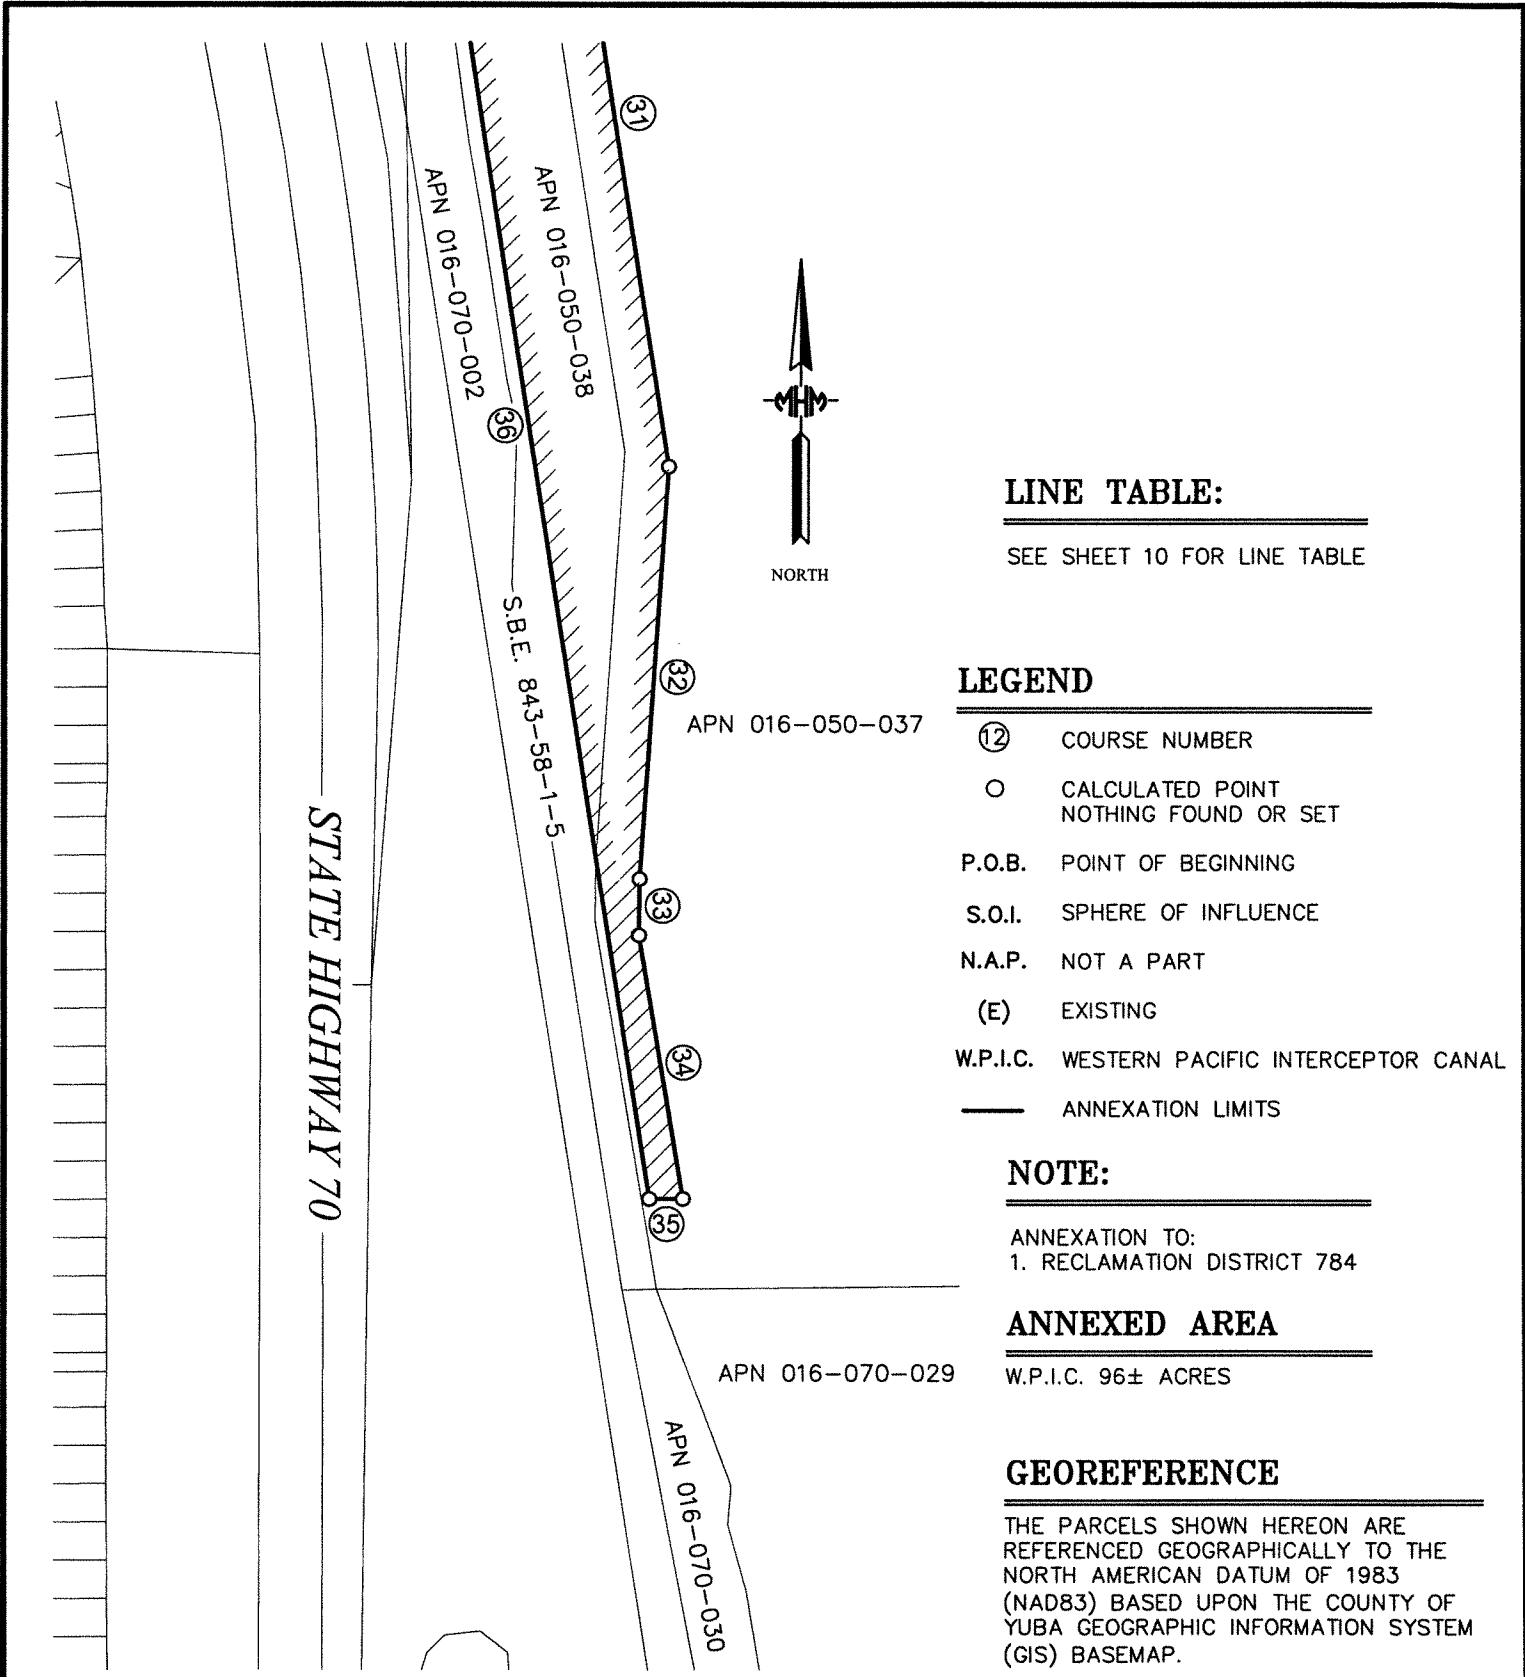 31
APN 016-070-002
APN 016-050-038
36
NORTH
32
S.B.E. 843-58-1-5
APN 016-050-037
STATE HIGHWAY 70
33
34
35
APN 016-070-029
APN 016-070-030
LINE TABLE:
SEE SHEET 10 FOR LINE TABLE
LEGEND
12 COURSE NUMBER
CALCULATED POINT
NOTHING FOUND OR SET
P.O.B. POINT OF BEGINNING
S.O.I. SPHERE OF INFLUENCE
N.A.P. NOT A PART
(E) EXISTING
W.P.I.C. WESTERN PACIFIC INTERCEPTOR CANAL
ANNEXATION LIMITS
NOTE:
ANNEXATION TO:
1. RECLAMATION DISTRICT 784
ANNEXED AREA
W.P.I.C. 96± ACRES
GEOREFERENCE
THE PARCELS SHOWN HEREON ARE
REFERENCED GEOGRAPHICALLY TO THE
NORTH AMERICAN DATUM OF 1983
(NAD83) BASED UPON THE COUNTY OF
YUBA GEOGRAPHIC INFORMATION SYSTEM
(GIS) BASEMAP.